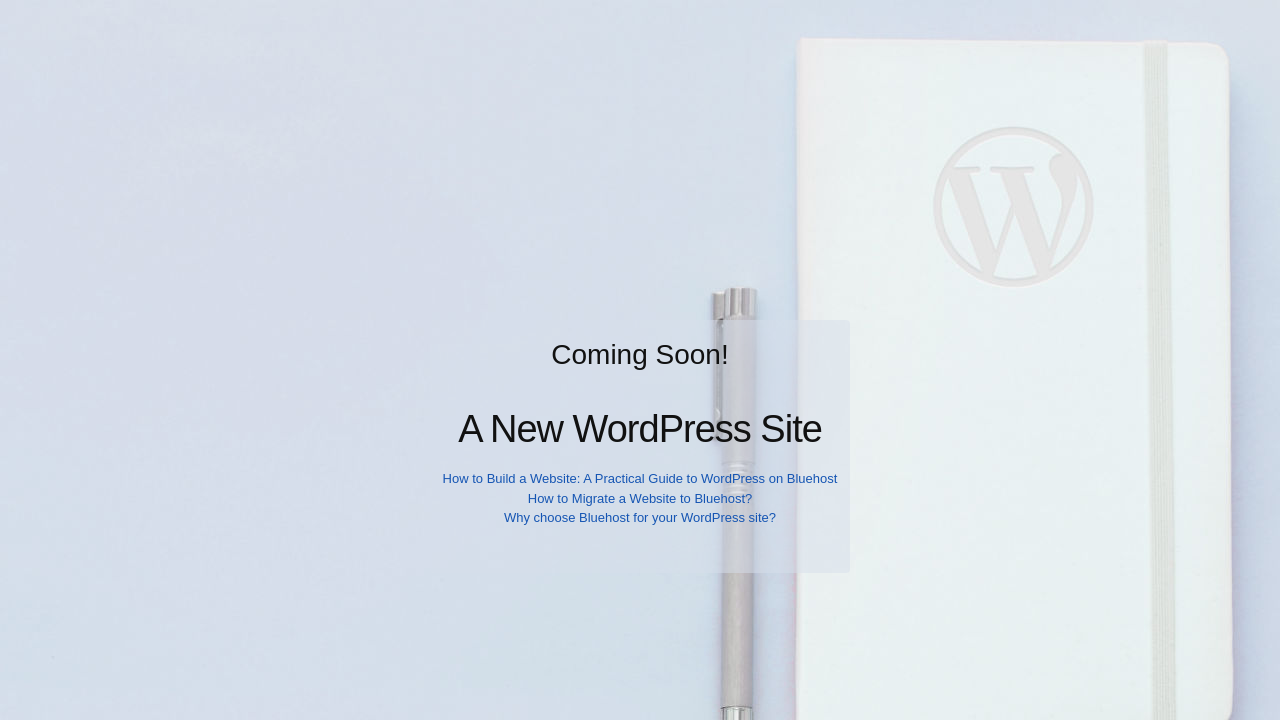 Coming Soon!
A New WordPress Site
How to Build a Website: A Practical Guide to WordPress on Bluehost
How to Migrate a Website to Bluehost?
Why choose Bluehost for your WordPress site?